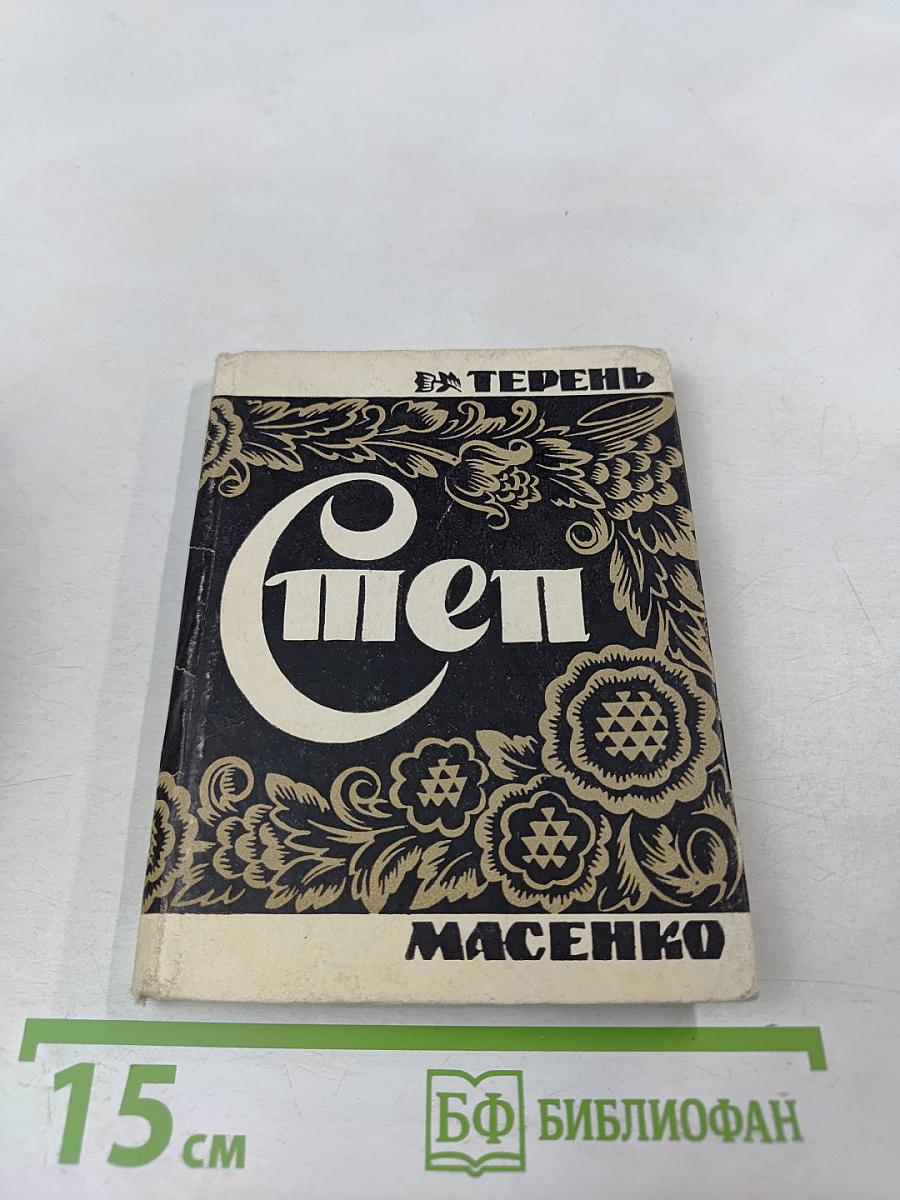 ТЕРЕНЬ
Степ
МАСЕНКО
15 см
БФ БИБЛИОФАН